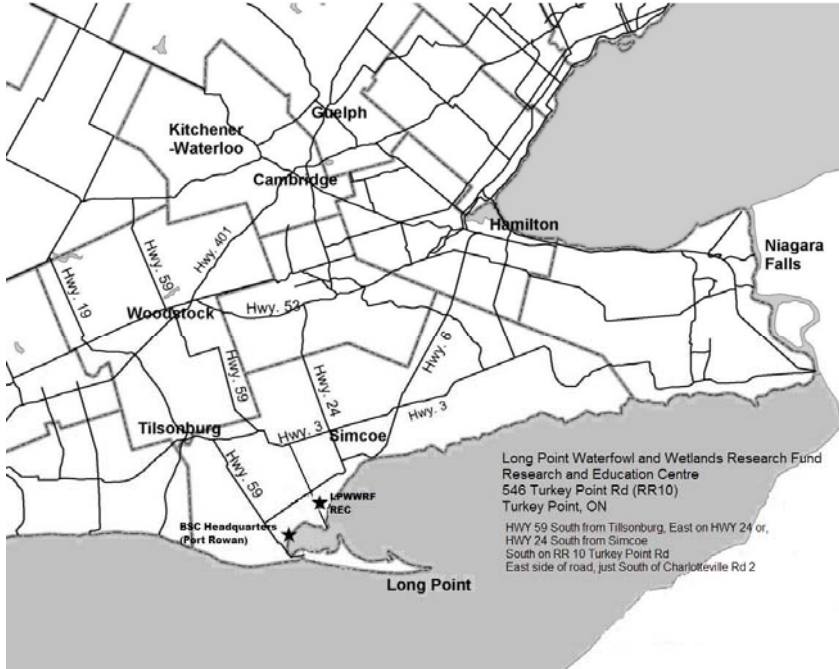 Guelph
Kitchener
-Waterloo
Cambridge
Hamilton
Niagara
Falls
Hwy. 401
Hwy. 59
Hwy. 19
Woodstock
Hwy. 53
Hwy. 6
Hwy. 59
Hwy. 24
Hwy. 3
Tilsonburg
Hwy. 3
Simcoe
Hwy. 59
Long Point Waterfowl and Wetlands Research Fund
Research and Education Centre
546 Turkey Point Rd (RR10)
Turkey Point, ON
HWY 59 South from Tillsonburg, East on HWY 24 or,
HWY 24 South from Simcoe
South on RR 10 Turkey Point Rd
East side of road, just South of Charlotteville Rd 2
LPWWRF
REC
BSC Headquarters
(Port Rowan)
Long Point